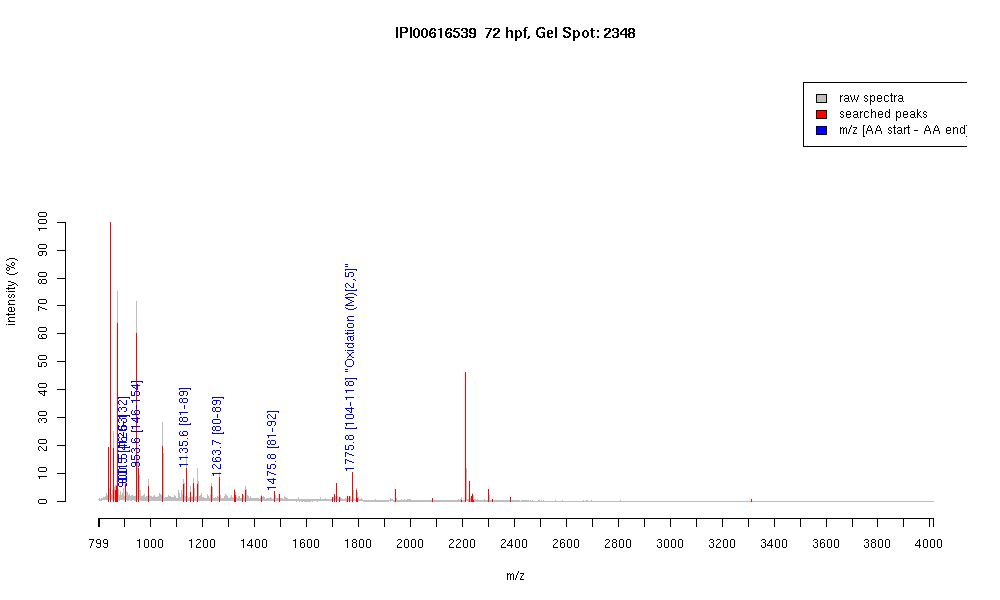 IPI00616539 72 hpf, Gel Spot: 2348
raw spectra
searched peaks
m/z [AA start - AA end]
intensity (%)
100
90
80
70
60
50
40
30
20
10
0
953.6 [146-154]
1135.6 [81-89]
1263.7 [80-89]
1475.8 [81-92]
1775.8 [104-118] "Oxidation (M)[2,5]"
799 1000 1200 1400 1600 1800 2000 2200 2400 2600 2800 3000 3200 3400 3600 3800 4000
m/z